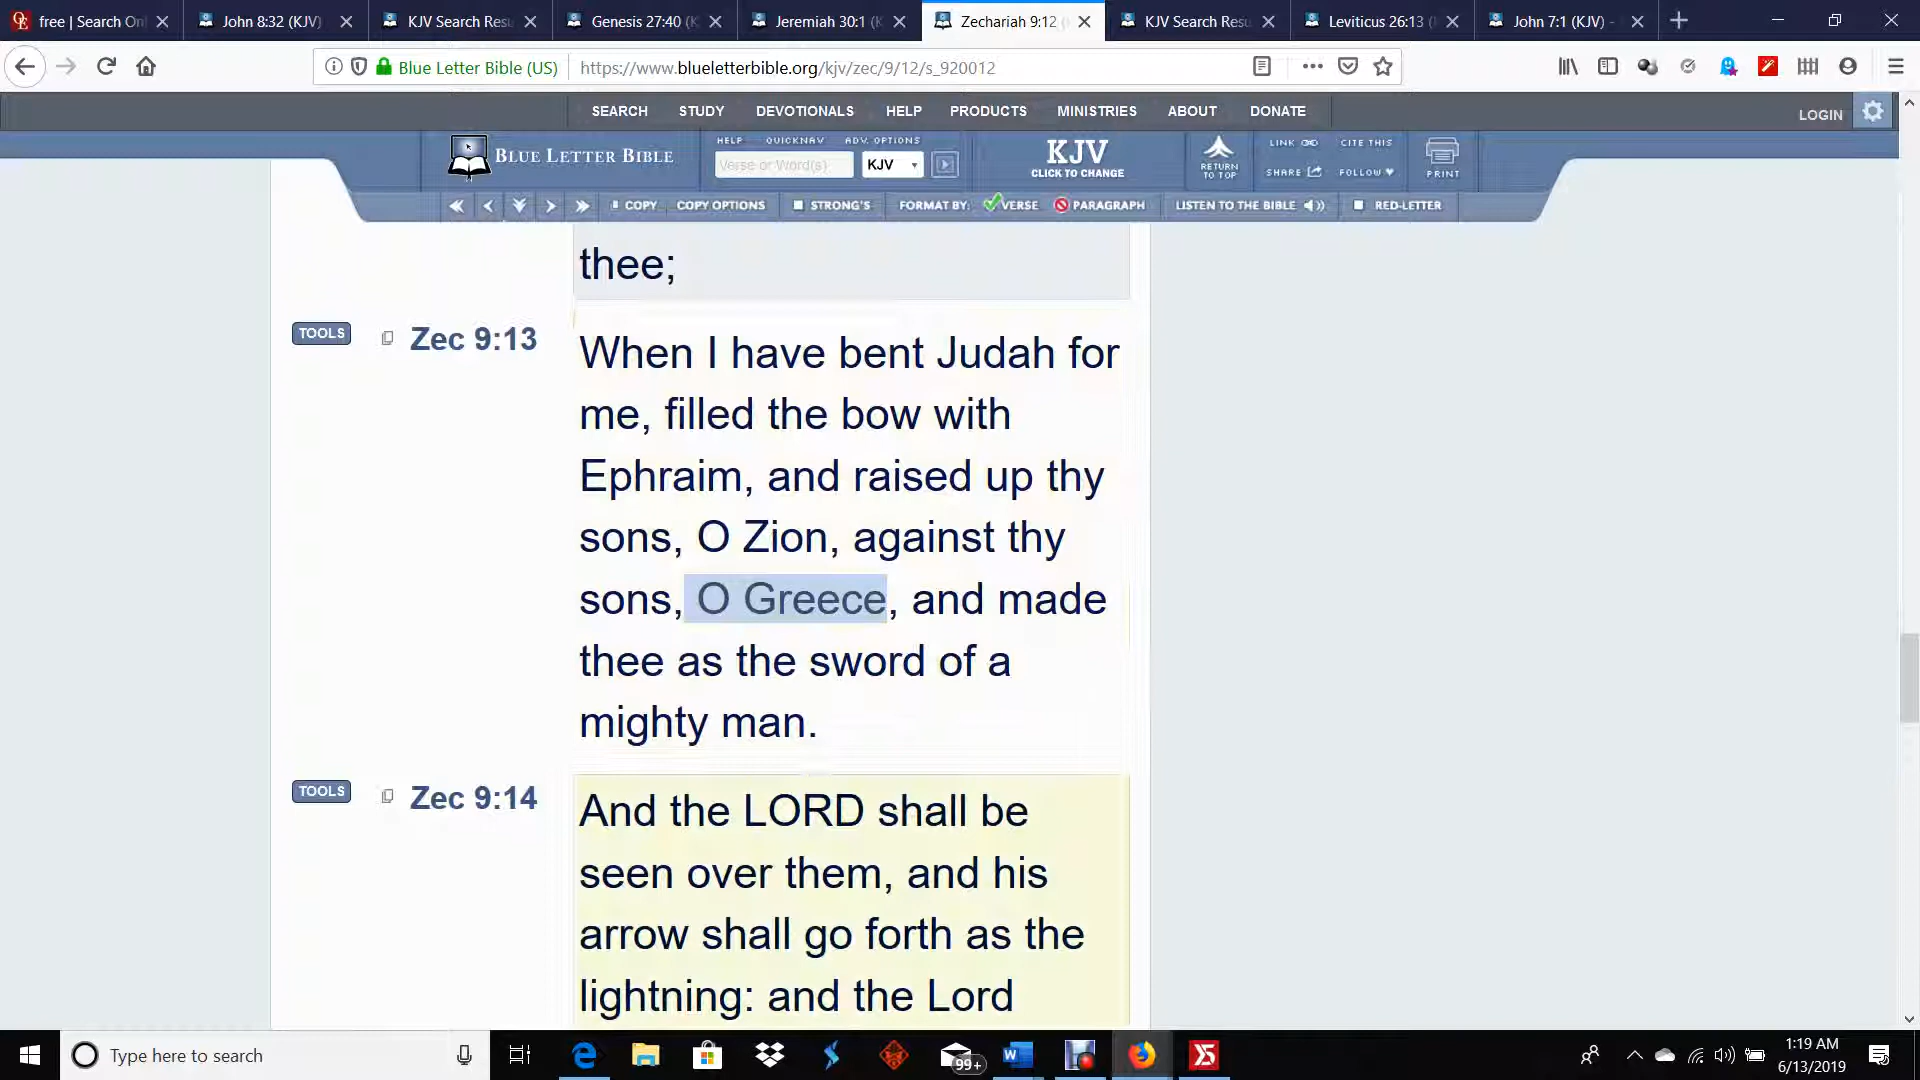 free | Search On
John 8:32 (KJV)
KJV Search Resu
Genesis 27:40 (K
Jeremiah 30:1 (K
Zechariah 9:12 (
KJV Search Resu
Leviticus 26:13 (
John 7:1 (KJV) -
Blue Letter Bible (US)
https://www.blueletterbible.org/kjv/zec/9/12/s_920012
SEARCH STUDY DEVOTIONALS HELP PRODUCTS MINISTRIES ABOUT DONATE
LOGIN
BLUE LETTER BIBLE
HELP QUICKNAV ADV. OPTIONS
Verse or Word(s)
KJV
KJV
CLICK TO CHANGE
RETURN
TO TOP
LINK CITE THIS
SHARE FOLLOW
PRINT
COPY COPY OPTIONS STRONG'S FORMAT BY: VERSE PARAGRAPH LISTEN TO THE BIBLE RED-LETTER
thee;
TOOLS Zec 9:13
When I have bent Judah for
me, filled the bow with
Ephraim, and raised up thy
sons, O Zion, against thy
sons, O Greece, and made
thee as the sword of a
mighty man.
TOOLS Zec 9:14
And the LORD shall be
seen over them, and his
arrow shall go forth as the
lightning: and the Lord
Type here to search
99+
1:19 AM
6/13/2019